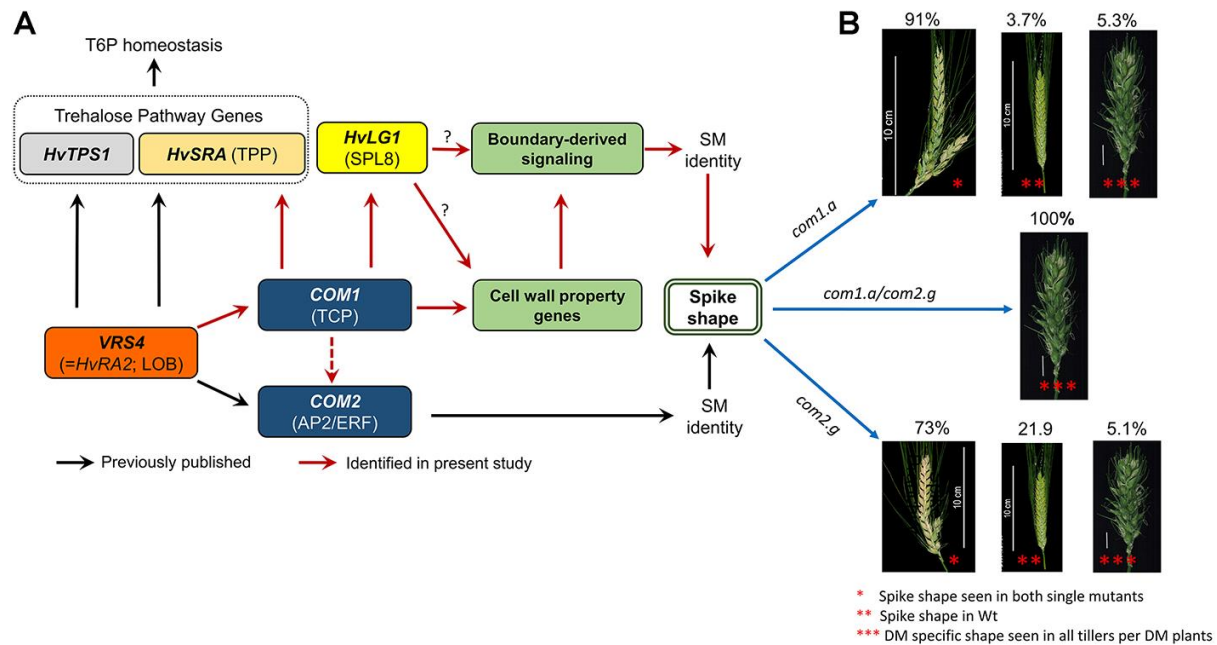 A
T6P homeostasis
Trehalose Pathway Genes
HvTPS1
HvSRA (TPP)
HvLG1
(SPL8)
?
Boundary-derived
signaling
SM
identity
?
COM1
(TCP)
Cell wall property
genes
Spike
shape
VRS4
(=HvRA2; LOB)
COM2
(AP2/ERF)
SM
identity
Previously published
Identified in present study
B
91%
3.7%
5.3%
10 cm
10 cm
*
**
***
com1.a
100%
com1.a/com2.g
***
com2.g
73%
21.9
5.1%
10 cm
10 cm
*
**
***
* Spike shape seen in both single mutants
** Spike shape in Wt
*** DM specific shape seen in all tillers per DM plants